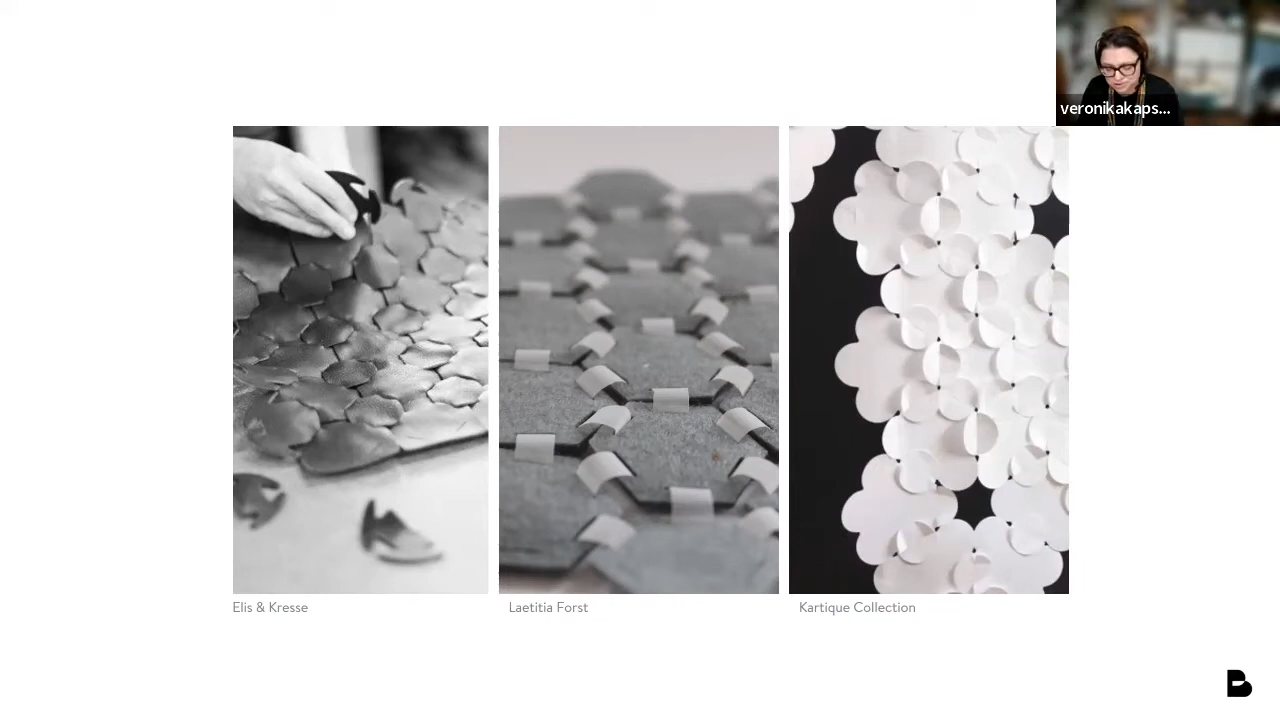 veronikakaps...
Elis & Kresse
Laetitia Forst
Kartique Collection